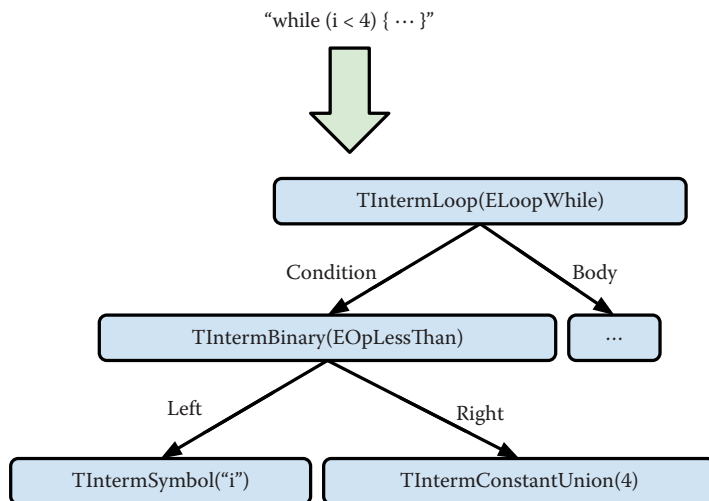 “while (i < 4) { ⋯ }”
TIntermLoop(ELoopWhile)
Condition
Body
TIntermBinary(EOpLessThan)
⋯
Left
Right
TIntermSymbol(“i”)
TIntermConstantUnion(4)